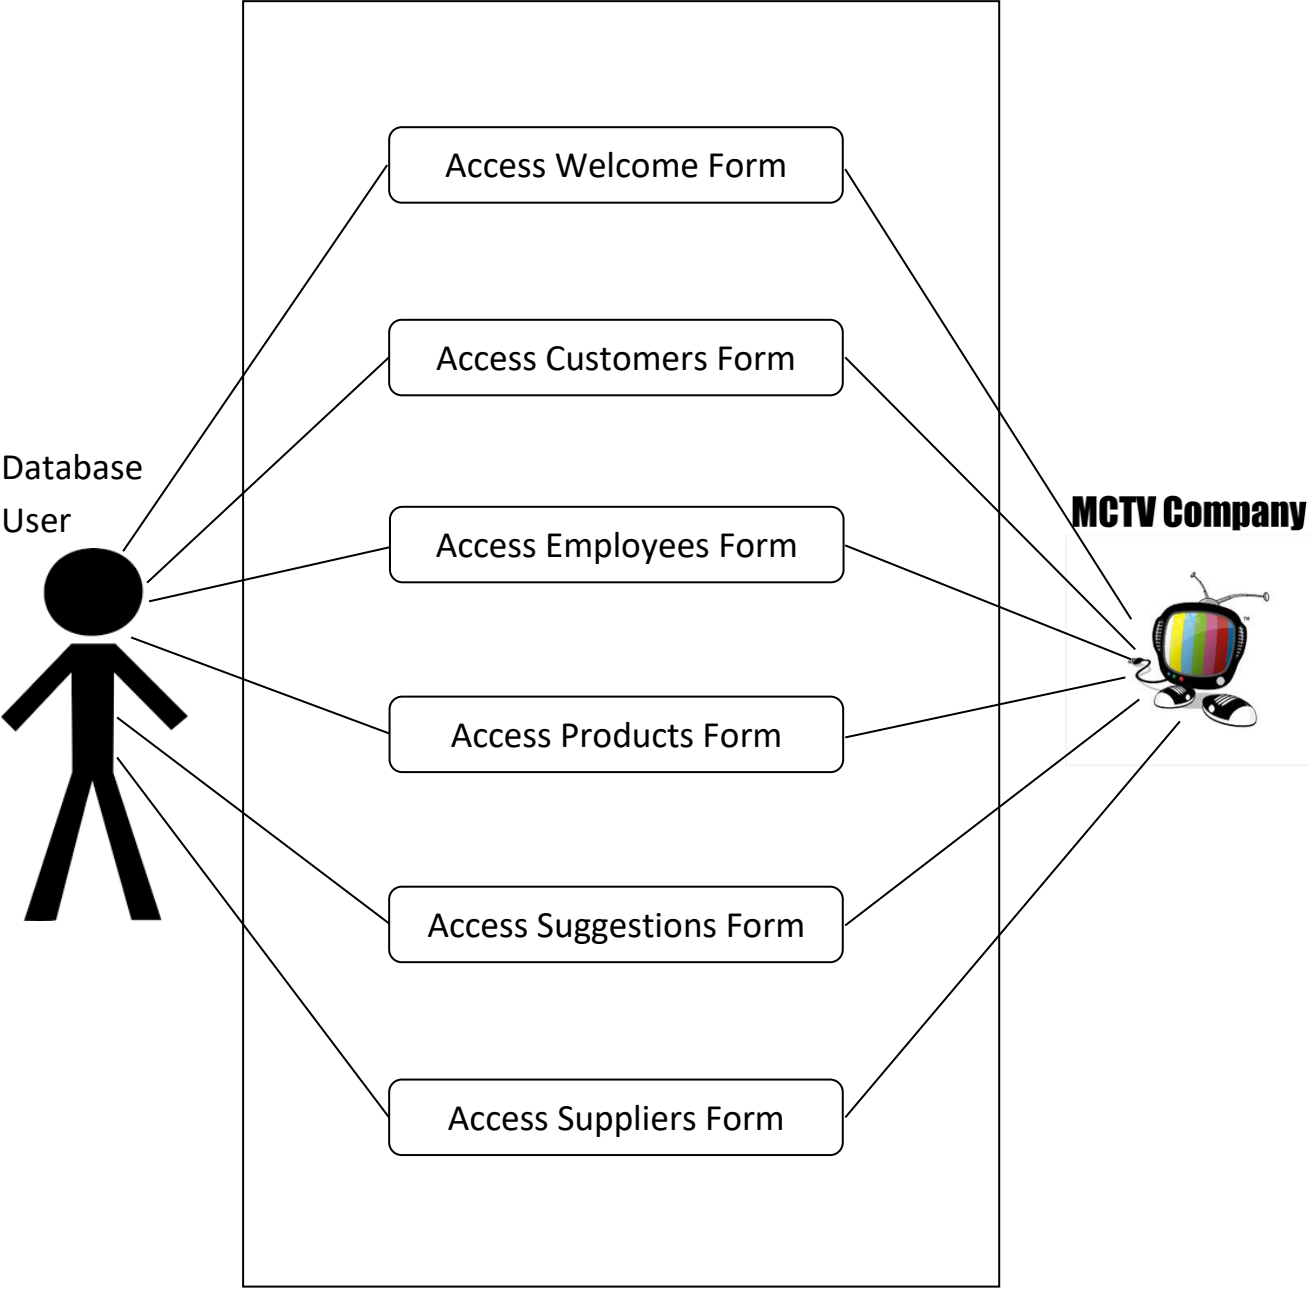 Access Welcome Form
Access Customers Form
Database
User
MCTV Company
Access Employees Form
Access Products Form
Access Suggestions Form
Access Suppliers Form